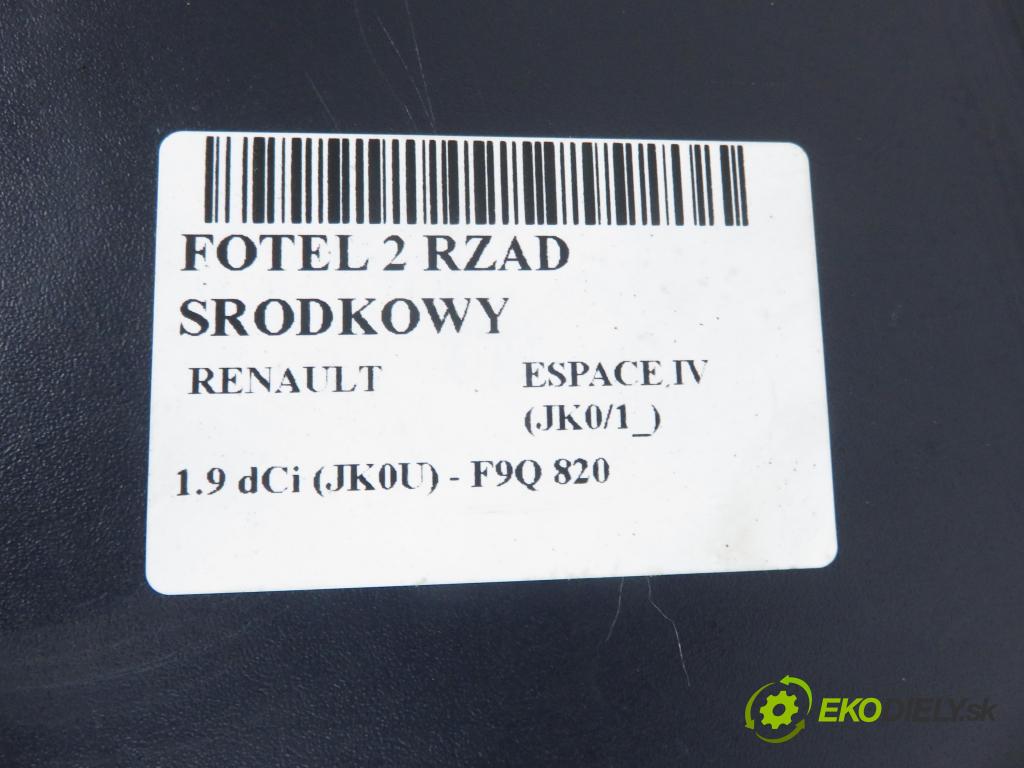 FOTEL 2 RZAD
SRODKOWY
RENAULT ESPACE IV
(JK0/1_)
1.9 dCi (JK0U) - F9Q 820
EKODIELY.sk